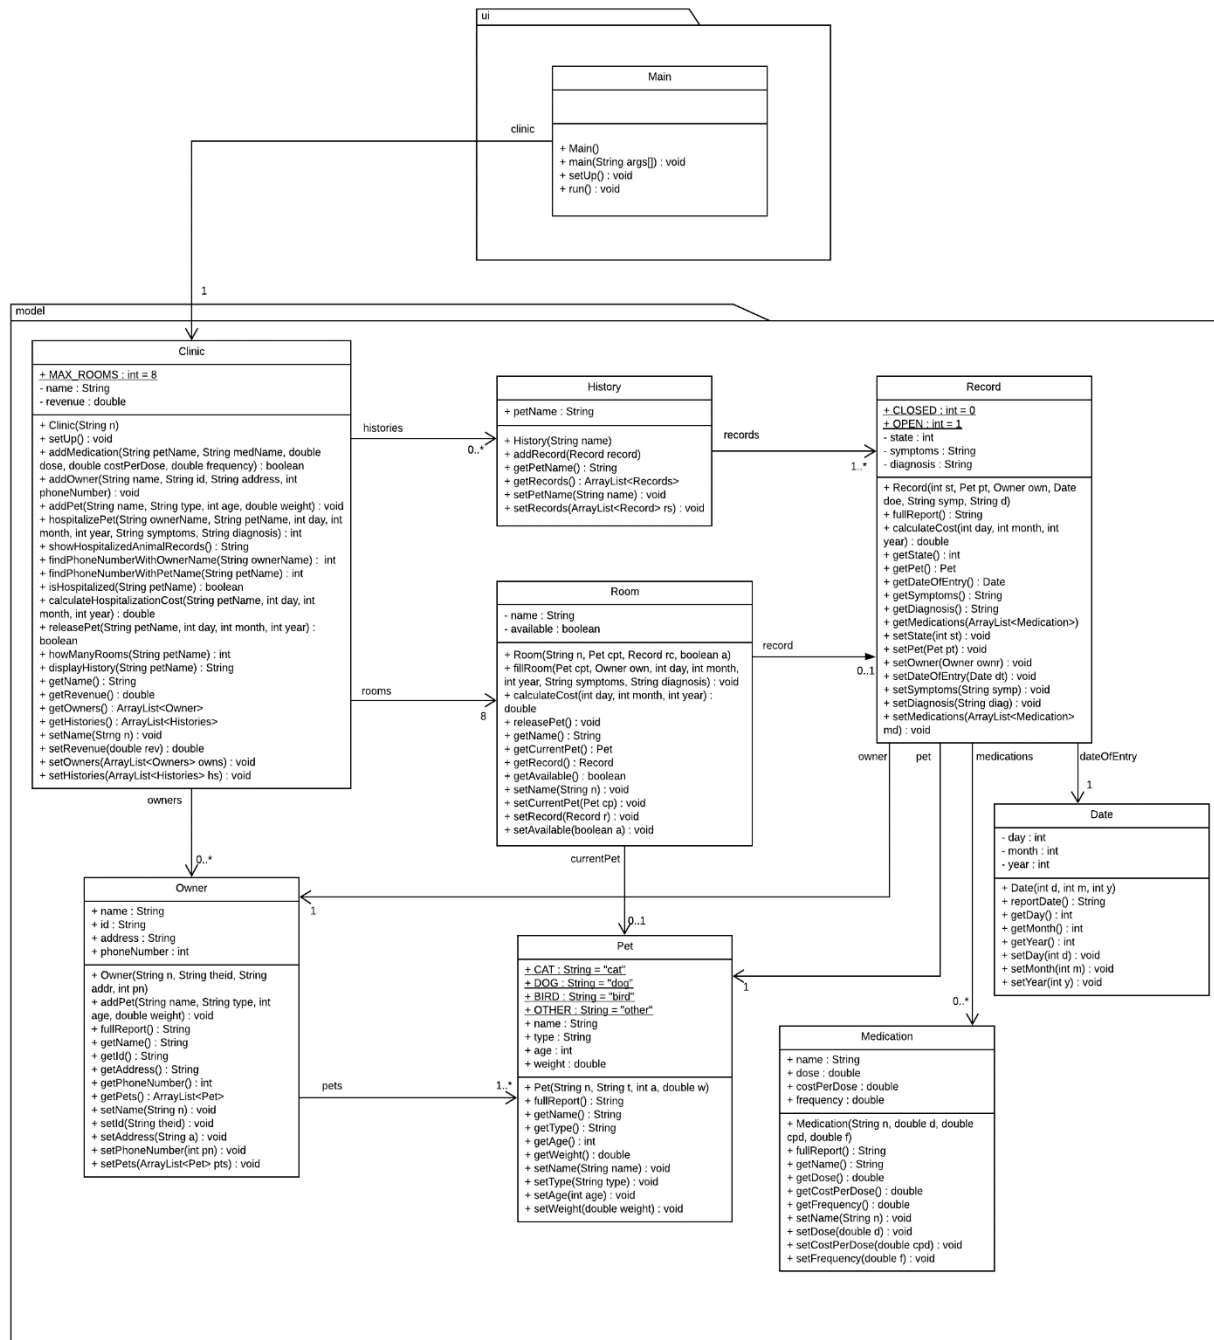 ui
Main
clinic
+ Main()
+ main(String args[]) : void
+ setUp() : void
+ run() : void
1
model
Clinic
+ MAX_ROOMS : int = 8
- name : String
- revenue : double
+ Clinic(String n)
+ setUp() : void
+ addMedication(String petName, String medName, double
dose, double costPerDose, double frequency) : boolean
+ addOwner(String name, String id, String address, int
phoneNumber) : void
+ addPet(String name, String type, int age, double weight) : void
+ hospitalizePet(String ownerName, String petName, int day, int
month, int year, String symptoms, String diagnosis) : int
+ showHospitalizedAnimalRecords() : String
+ findPhoneNumberWithOwnerName(String ownerName) : int
+ findPhoneNumberWithPetName(String petName) : int
+ isHospitalized(String petName) : boolean
+ calculateHospitalizationCost(String petName, int day, int
month, int year) : double
+ releasePet(String petName, int day, int month, int year) :
boolean
+ howManyRooms(String petName) : int
+ displayHistory(String petName) : String
+ getName() : String
+ getRevenue() : double
+ getOwners() : ArrayList<Owner>
+ getHistories() : ArrayList<Histories>
+ setName(Strng n) : void
+ setRevenue(double rev) : double
+ setOwners(ArrayList<Owners> owns) : void
+ setHistories(ArrayList<Histories> hs) : void
histories
0..*
History
+ petName : String
+ History(String name)
+ addRecord(Record record)
+ getPetName() : String
+ getRecords() : ArrayList<Records>
+ setPetName(String name) : void
+ setRecords(ArrayList<Record> rs) : void
records
1..*
Record
+ CLOSED : int = 0
+ OPEN : int = 1
- state : int
- symptoms : String
- diagnosis : String
+ Record(int st, Pet pt, Owner own, Date
doe, String symp, String d)
+ fullReport() : String
+ calculateCost(int day, int month, int
year) : double
+ getState() : int
+ getPet() : Pet
+ getDateOfEntry() : Date
+ getSymptoms() : String
+ getDiagnosis() : String
+ getMedications(ArrayList<Medication>)
+ setState(int st) : void
+ setPet(Pet pt) : void
+ setOwner(Owner ownr) : void
+ setDateOfEntry(Date dt) : void
+ setSymptoms(String symp) : void
+ setDiagnosis(String diag) : void
+ setMedications(ArrayList<Medication>
md) : void
rooms
8
Room
- name : String
- available : boolean
+ Room(String n, Pet cpt, Record rc, boolean a)
+ fillRoom(Pet cpt, Owner own, int day, int month,
int year, String symptoms, String diagnosis) : void
+ calculateCost(int day, int month, int year) :
double
+ releasePet() : void
+ getName() : String
+ getCurrentPet() : Pet
+ getRecord() : Record
+ getAvailable() : boolean
+ setName(String n) : void
+ setCurrentPet(Pet cp) : void
+ setRecord(Record r) : void
+ setAvailable(boolean a) : void
record
0..1
owner
pet
medications
dateOfEntry
1
Date
- day : int
- month : int
- year : int
+ Date(int d, int m, int y)
+ reportDate() : String
+ getDay() : int
+ getMonth() : int
+ getYear() : int
+ setDay(int d) : void
+ setMonth(int m) : void
+ setYear(int y) : void
owners
0..*
Owner
+ name : String
+ id : String
+ address : String
+ phoneNumber : int
+ Owner(String n, String theid, String
addr, int pn)
+ addPet(String name, String type, int
age, double weight) : void
+ fullReport() : String
+ getName() : String
+ getId() : String
+ getAddress() : String
+ getPhoneNumber() : int
+ getPets() : ArrayList<Pet>
+ setName(String n) : void
+ setId(String theid) : void
+ setAddress(String a) : void
+ setPhoneNumber(int pn) : void
+ setPets(ArrayList<Pet> pts) : void
1
pets
1..*
currentPet
0..1
Pet
+ CAT : String = "cat"
+ DOG : String = "dog"
+ BIRD : String = "bird"
+ OTHER : String = "other"
+ name : String
+ type : String
+ age : int
+ weight : double
+ Pet(String n, String t, int a, double w)
+ fullReport() : String
+ getName() : String
+ getType() : String
+ getAge() : int
+ getWeight() : double
+ setName(String name) : void
+ setType(String type) : void
+ setAge(int age) : void
+ setWeight(double weight) : void
1
0..*
Medication
+ name : String
+ dose : double
+ costPerDose : double
+ frequency : double
+ Medication(String n, double d, double
cpd, double f)
+ fullReport() : String
+ getName() : String
+ getDose() : double
+ getCostPerDose() : double
+ getFrequency() : double
+ setName(String n) : void
+ setDose(double d) : void
+ setCostPerDose(double cpd) : void
+ setFrequency(double f) : void